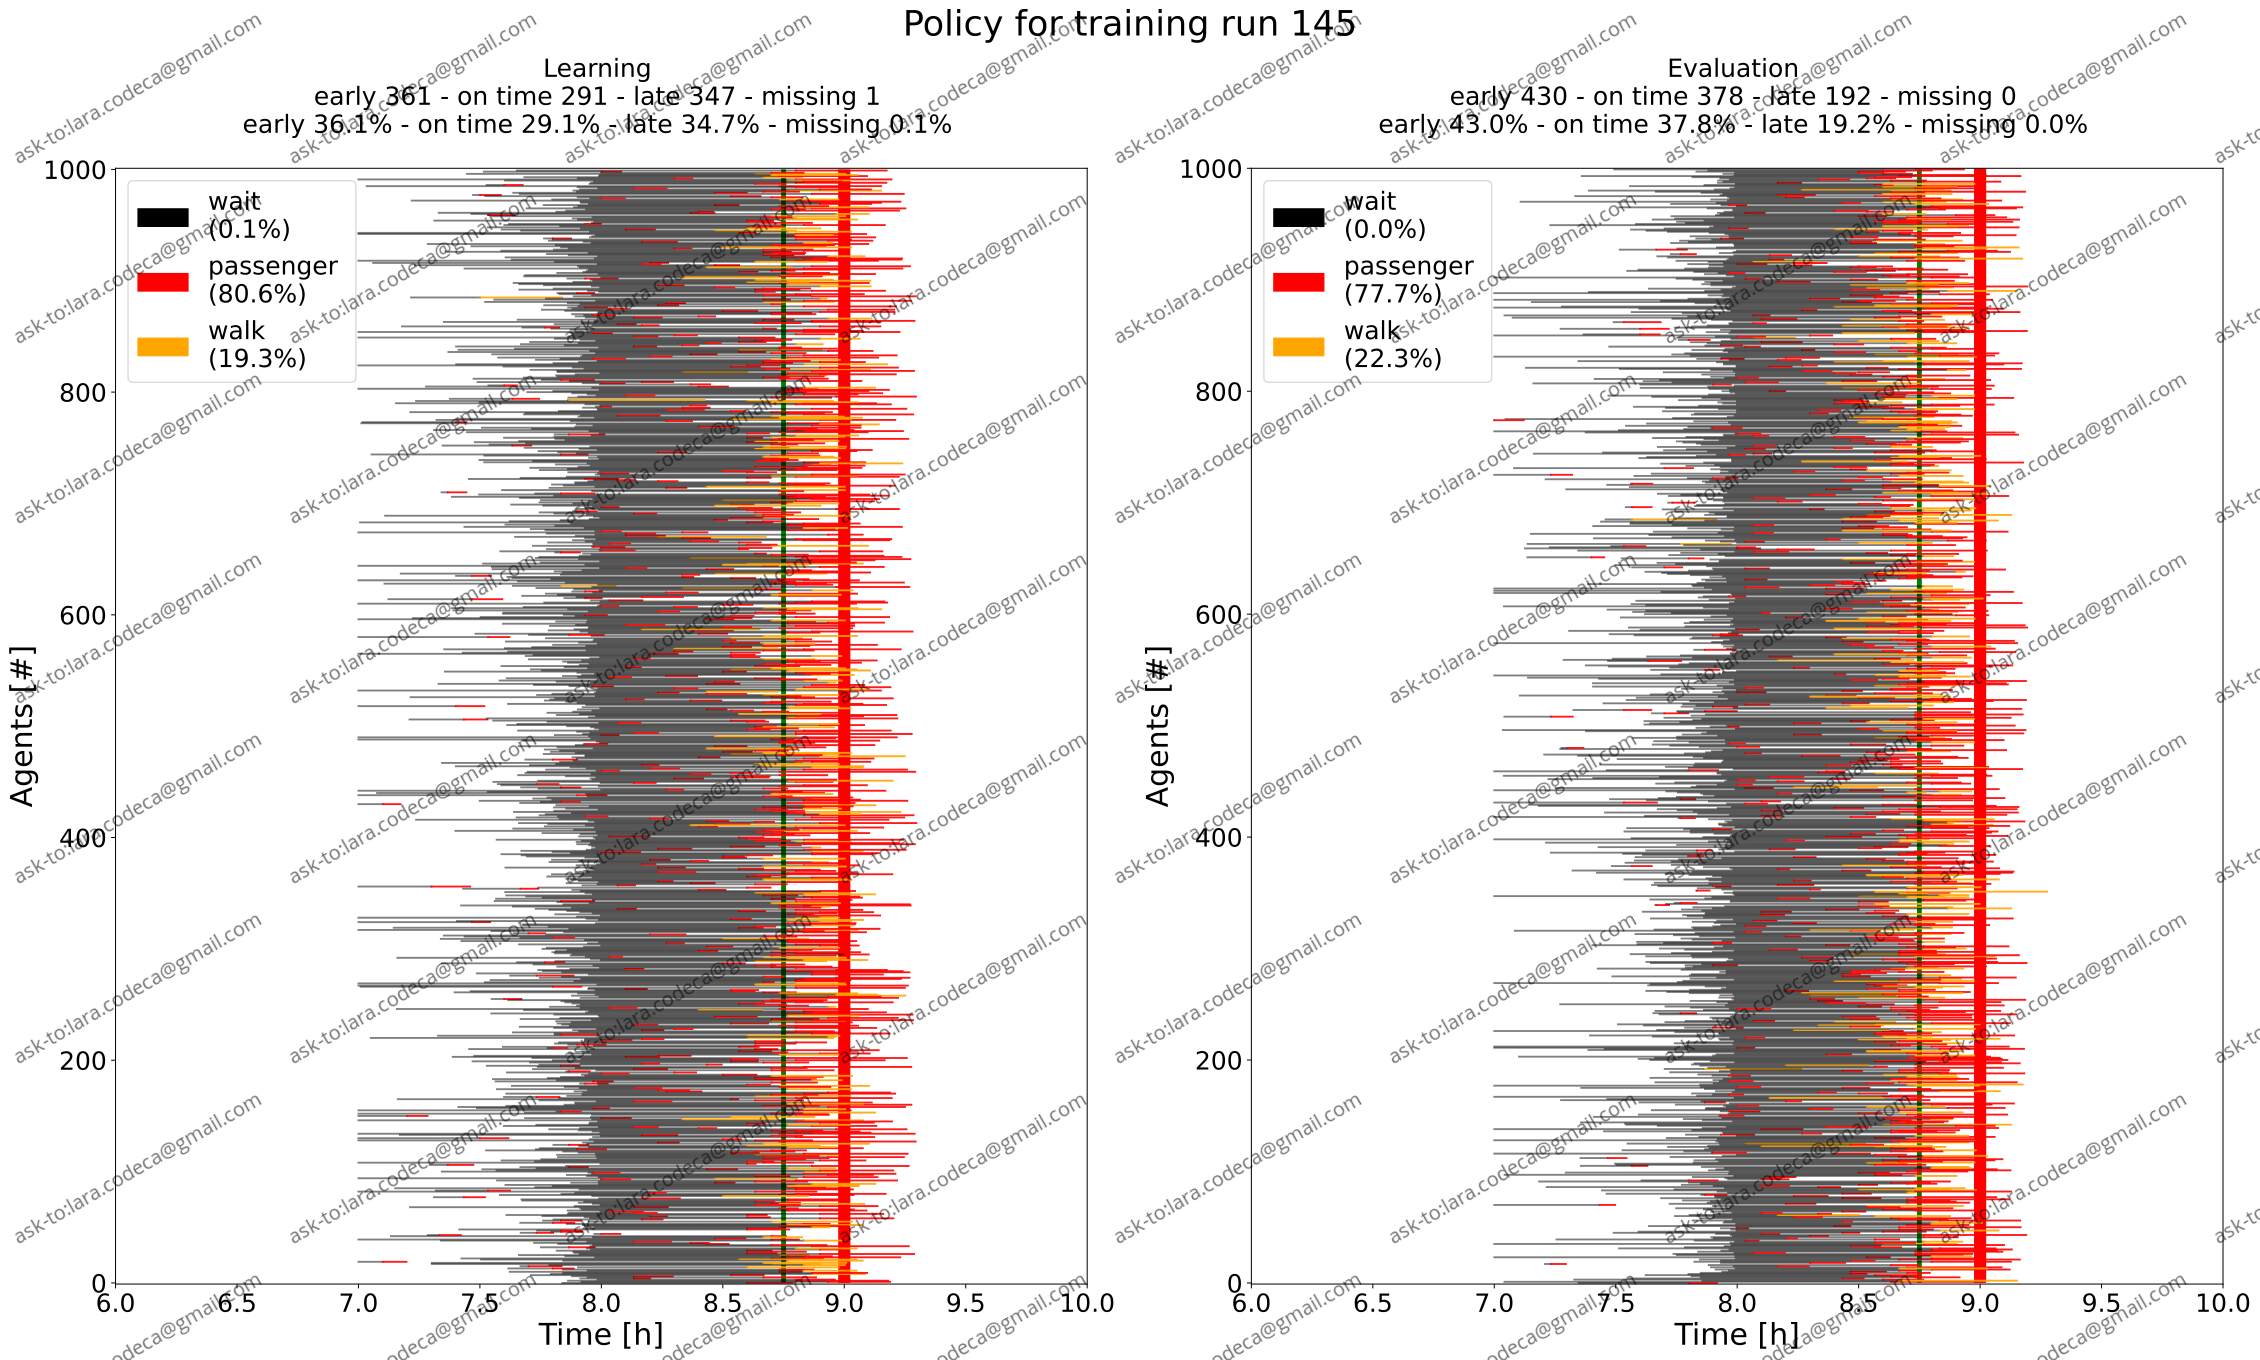 Policy for training run 145
Learning
early 361 - on time 291 - late 347 - missing 1
early 36.1% - on time 29.1% - late 34.7% - missing 0.1%
wait
(0.1%)
passenger
(80.6%)
walk
(19.3%)
Agents [#]
1000
800
600
400
200
0
6.0 6.5 7.0 7.5 8.0 8.5 9.0 9.5 10.0
Time [h]
Evaluation
early 430 - on time 378 - late 192 - missing 0
early 43.0% - on time 37.8% - late 19.2% - missing 0.0%
wait
(0.0%)
passenger
(77.7%)
walk
(22.3%)
Agents [#]
1000
800
600
400
200
0
6.0 6.5 7.0 7.5 8.0 8.5 9.0 9.5 10.0
Time [h]
ask-to:lara.codeca@gmail.com